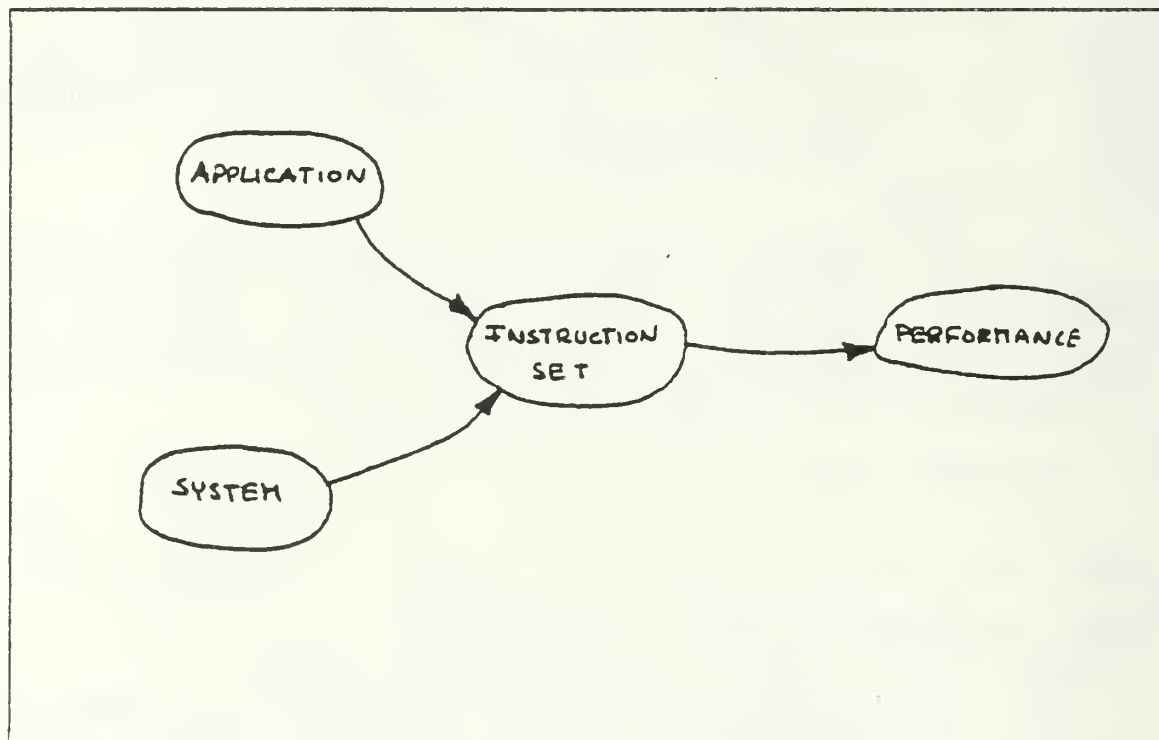 APPLICATION
INSTRUCTION
SET
PERFORMANCE
SYSTEM